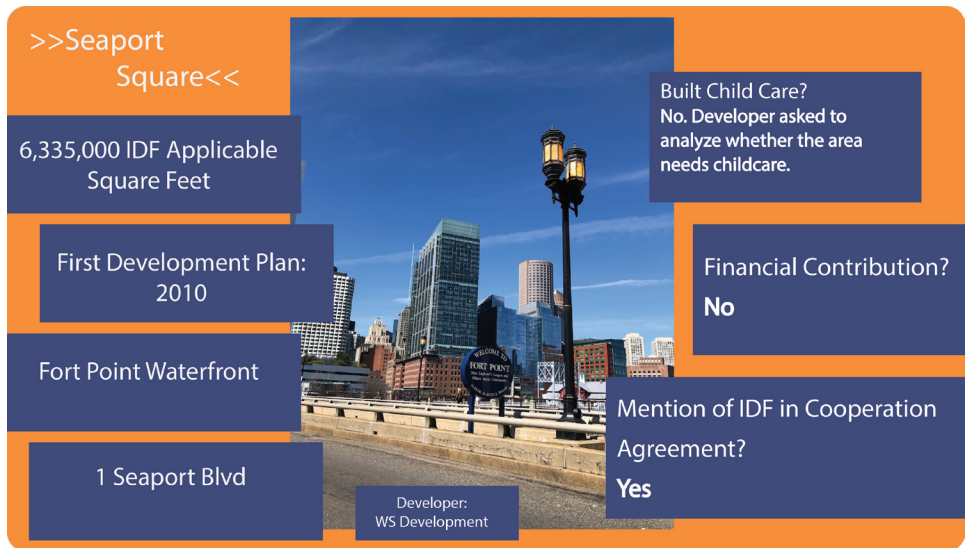 >>Seaport
Square<<
6,335,000 IDF Applicable
Square Feet
First Development Plan:
2010
Fort Point Waterfront
1 Seaport Blvd
WELCOME TO
FORT POINT
Developer:
WS Development
Built Child Care?
No. Developer asked to
analyze whether the area
needs childcare.
Financial Contribution?
No
Mention of IDF in Cooperation
Agreement?
Yes